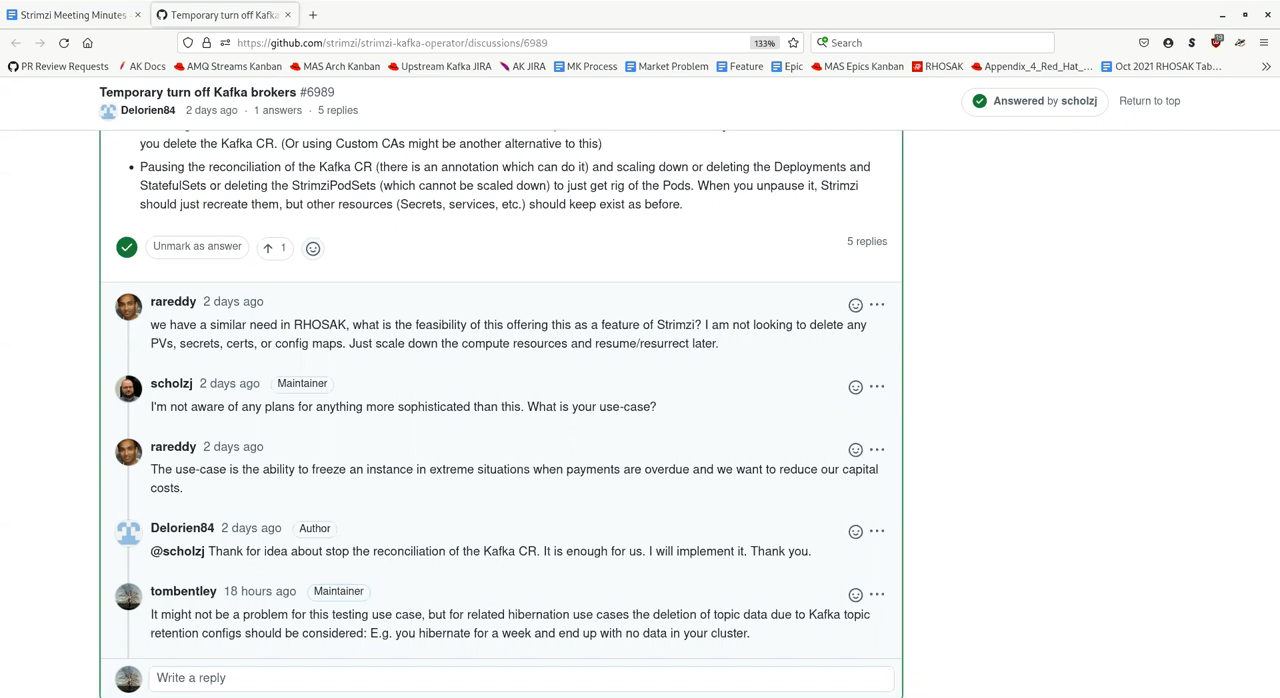 Strimzi Meeting Minutes - × Temporary turn off Kafka × +
https://github.com/strimzi/strimzi-kafka-operator/discussions/6989 133% Search
PR Review Requests AK Docs AMQ Streams Kanban MAS Arch Kanban Upstream Kafka JIRA AK JIRA MK Process Market Problem Feature Epic MAS Epics Kanban RHOSAK Appendix_4_Red_Hat_... Oct 2021 RHOSAK Tab...
Temporary turn off Kafka brokers #6989
Delorien84 2 days ago · 1 answers · 5 replies
Answered by scholzj Return to top
you delete the Kafka CR. (Or using Custom CAs might be another alternative to this)
• Pausing the reconciliation of the Kafka CR (there is an annotation which can do it) and scaling down or deleting the Deployments and
StatefulSets or deleting the StrimziPodSets (which cannot be scaled down) to just get rig of the Pods. When you unpause it, Strimzi
should just recreate them, but other resources (Secrets, services, etc.) should keep exist as before.
Unmark as answer ↑ 1
5 replies
rareddy 2 days ago
we have a similar need in RHOSAK, what is the feasibility of this offering this as a feature of Strimzi? I am not looking to delete any
PVs, secrets, certs, or config maps. Just scale down the compute resources and resume/resurrect later.
scholzj 2 days ago Maintainer
I'm not aware of any plans for anything more sophisticated than this. What is your use-case?
rareddy 2 days ago
The use-case is the ability to freeze an instance in extreme situations when payments are overdue and we want to reduce our capital
costs.
Delorien84 2 days ago Author
@scholzj Thank for idea about stop the reconciliation of the Kafka CR. It is enough for us. I will implement it. Thank you.
tombentley 18 hours ago Maintainer
It might not be a problem for this testing use case, but for related hibernation use cases the deletion of topic data due to Kafka topic
retention configs should be considered: E.g. you hibernate for a week and end up with no data in your cluster.
Write a reply